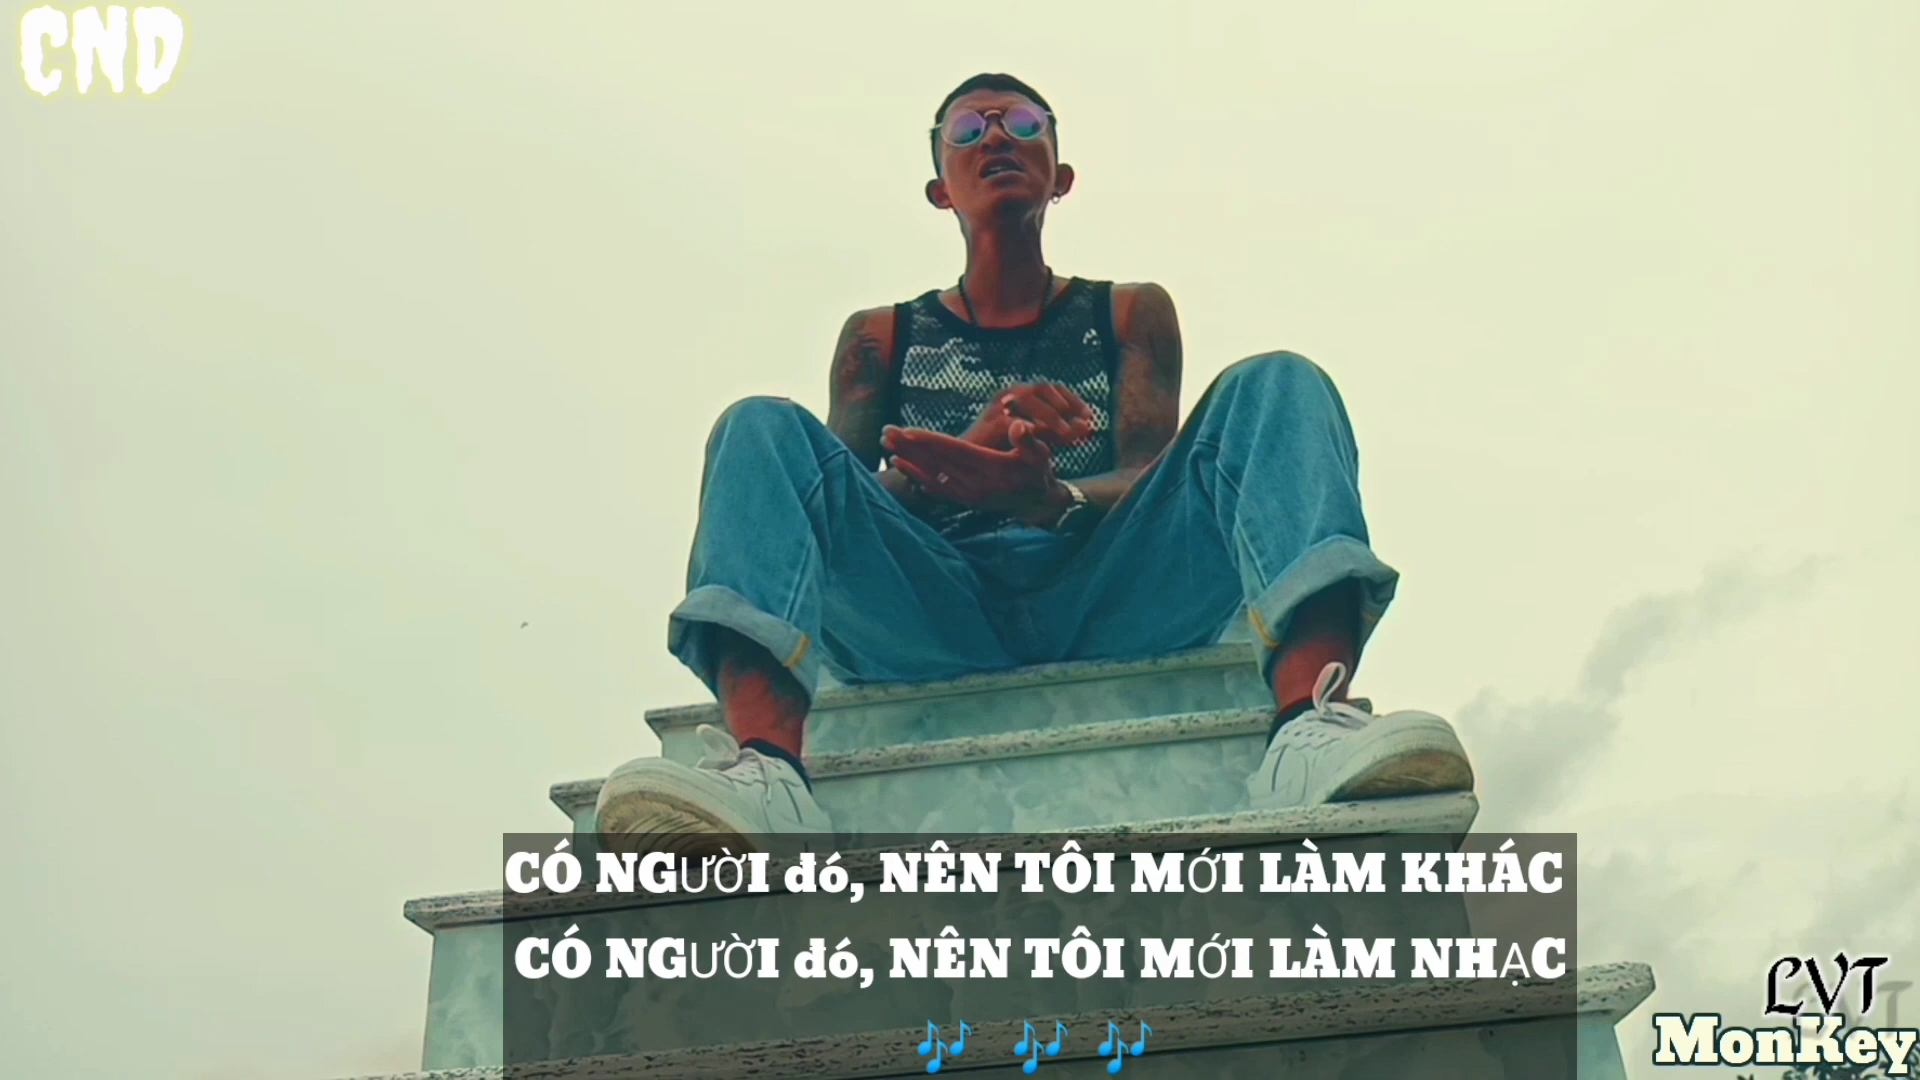 CND
CÓ NGƯỜI đó, NÊN TÔI MỚI LÀM KHÁC
CÓ NGƯỜI đó, NÊN TÔI MỚI LÀM NHẠC
LVT
MonKey